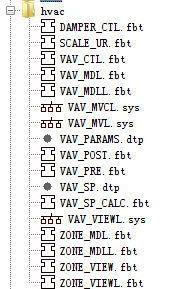 hvac
DAMPER_CTL.fbt
SCALE_UR.fbt
VAV_CTL.fbt
VAV_MDL.fbt
VAV_MDLL.fbt
VAV_MVCL.sys
VAV_MVL.sys
VAV_PARAMS.dtp
VAV_POST.fbt
VAV_PRE.fbt
VAV_SP.dtp
VAV_SP_CALC.fbt
VAV_VIEWL.sys
ZONE_MDL.fbt
ZONE_MDLL.fbt
ZONE_VIEW.fbt
ZONE_VIEWL.fbt